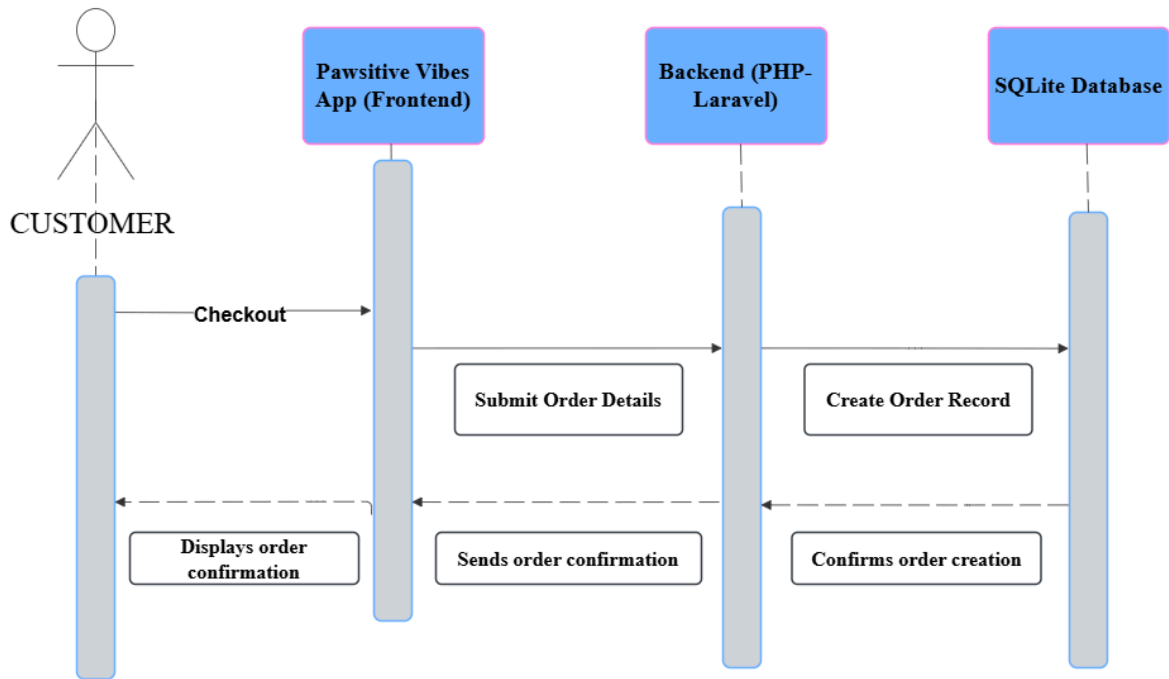 Pawsitive Vibes
App (Frontend)
Backend (PHP-
Laravel)
SQLite Database
CUSTOMER
Checkout
Submit Order Details
Create Order Record
Displays order
confirmation
Sends order confirmation
Confirms order creation